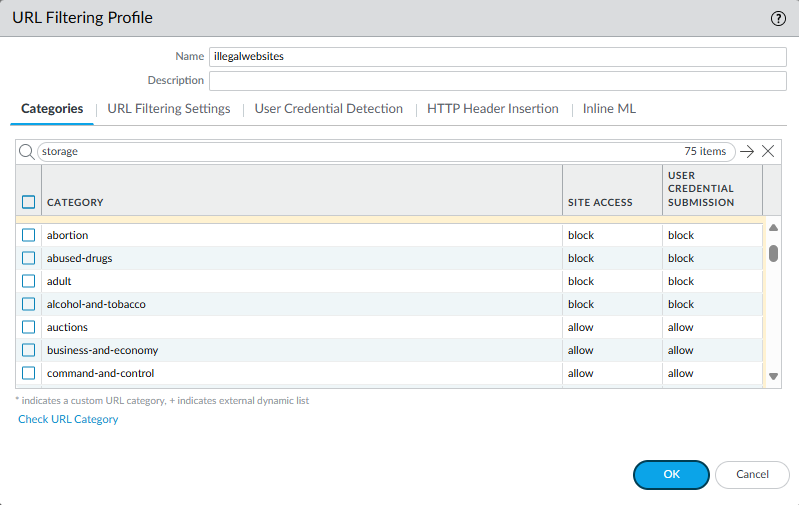 URL Filtering Profile
Name illegalwebsites
Description
Categories URL Filtering Settings User Credential Detection HTTP Header Insertion Inline ML
storage 75 items
CATEGORY SITE ACCESS USER CREDENTIAL SUBMISSION
abortion block block
abused-drugs block block
adult block block
alcohol-and-tobacco block block
auctions allow allow
business-and-economy allow allow
command-and-control allow allow
* indicates a custom URL category, + indicates external dynamic list
Check URL Category
OK Cancel